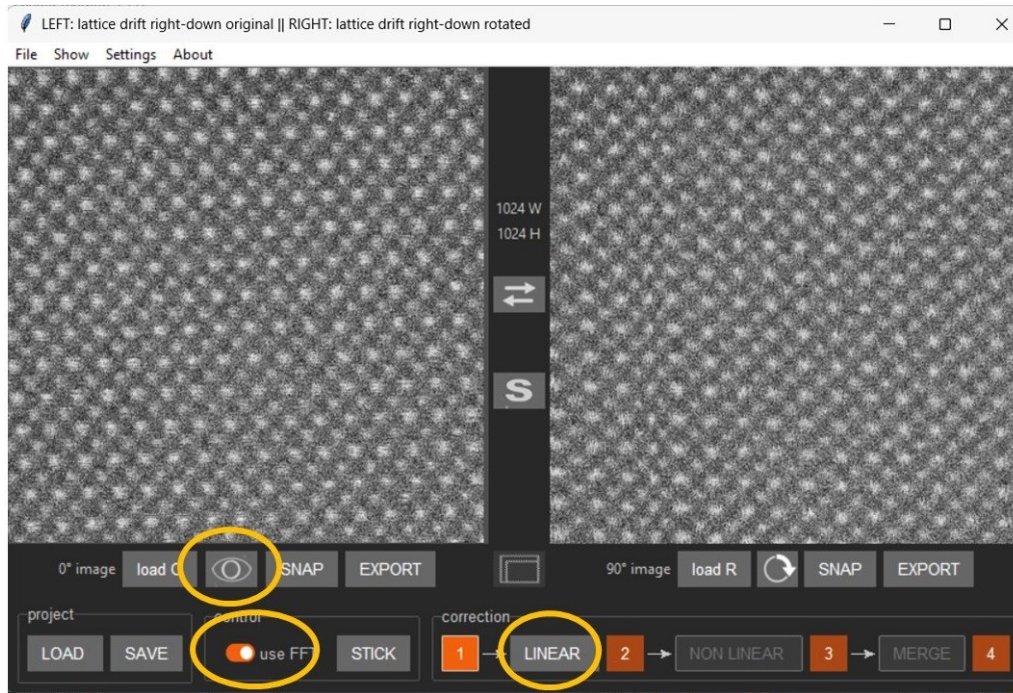 LEFT: lattice drift right-down original || RIGHT: lattice drift right-down rotated
File Show Settings About
1024 W
1024 H
S
0° image load O SNAP EXPORT 90° image load R SNAP EXPORT
project control correction
LOAD SAVE use FFT STICK 1 LINEAR 2 NON LINEAR 3 MERGE 4